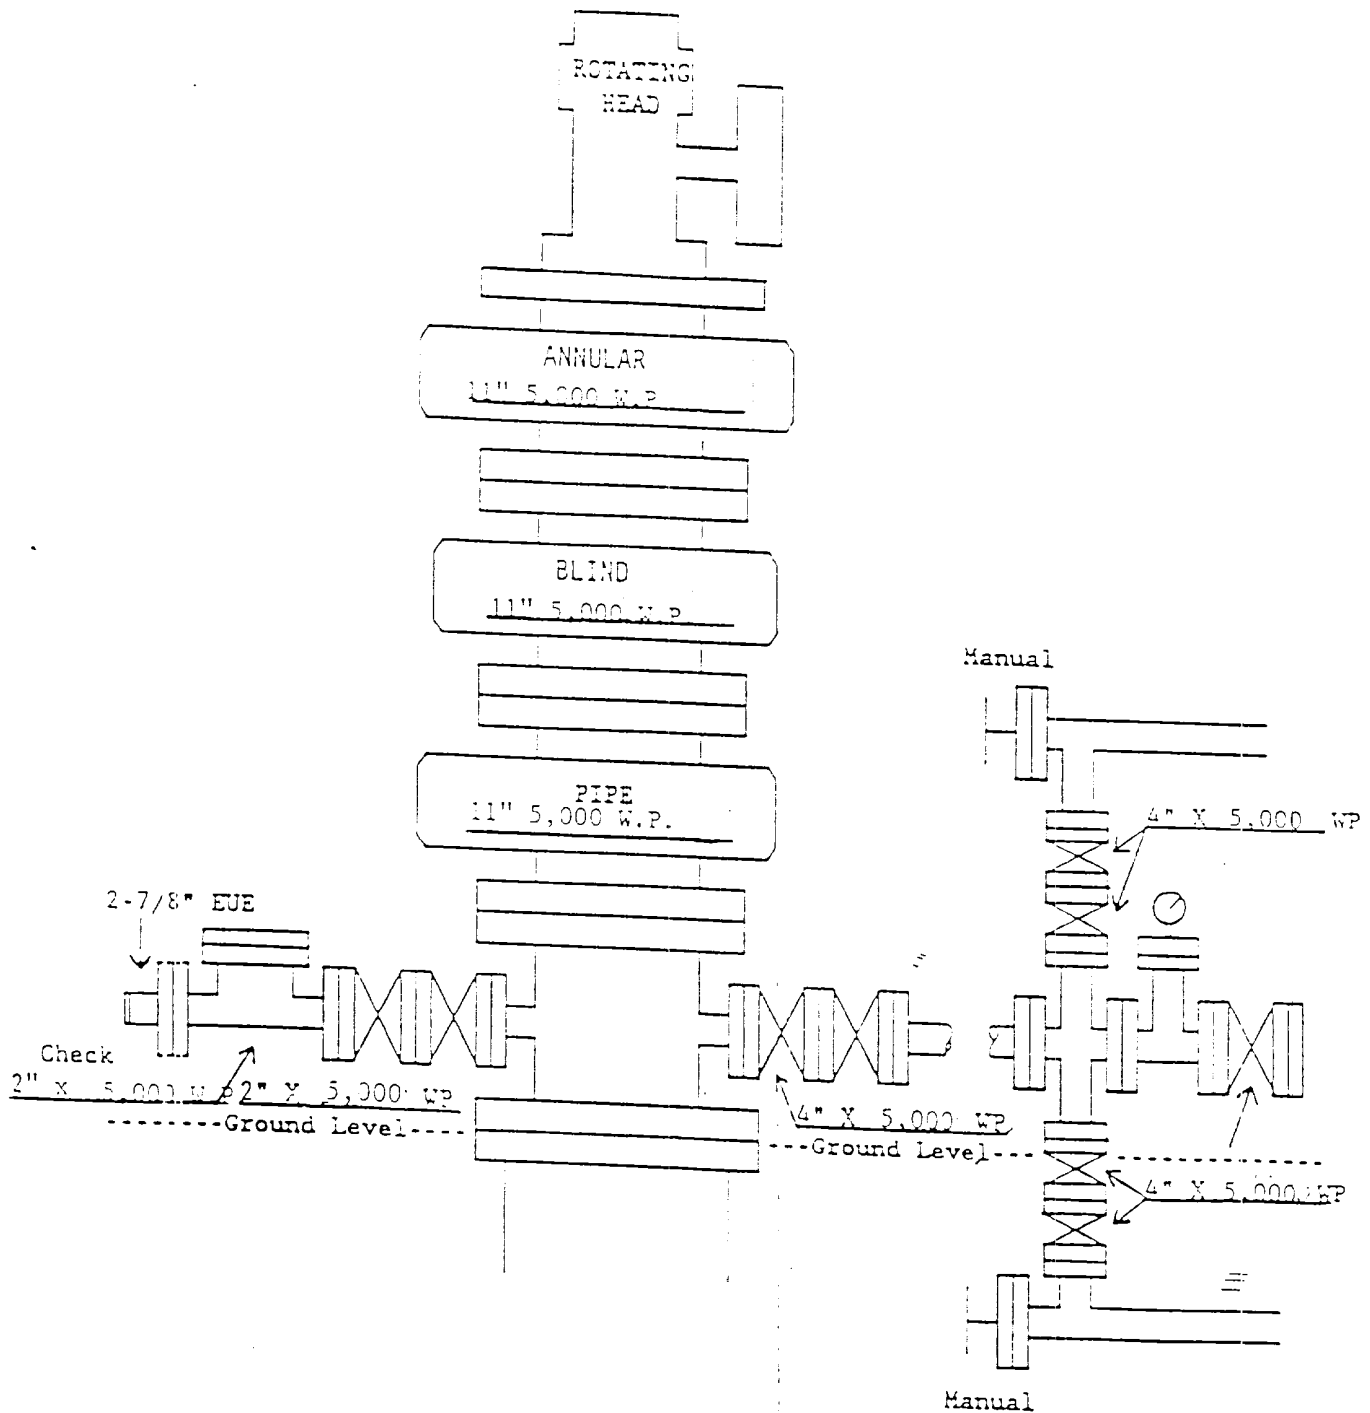 ROTATING
HEAD
ANNULAR
11" 5,000 W.P.
BLIND
11" 5,000 W.P.
Manual
PIPE
11" 5,000 W.P.
4" X 5,000 WP
2-7/8" EUE
Check
2" X 5,000 W.P. 2" X 5,000 WP
4" X 5,000 WP
--------Ground Level----
---Ground Level---
4" X 5,000 WP
Manual